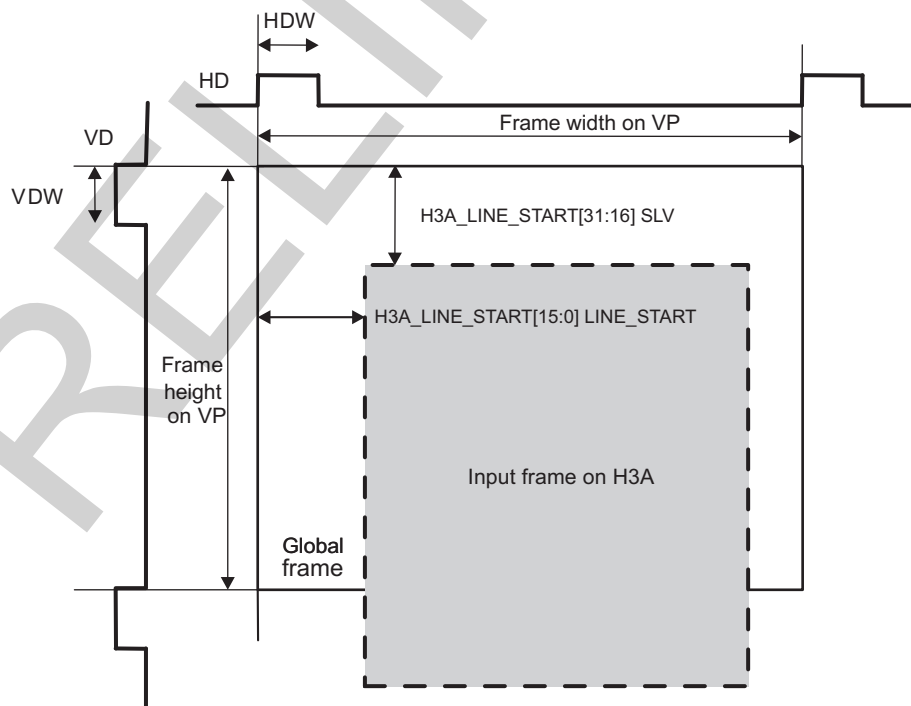 HDW
HD
Frame width on VP
VD
VDW
H3A_LINE_START[31:16] SLV
H3A_LINE_START[15:0] LINE_START
Frame
height
on VP
Input frame on H3A
Global
frame
RELI